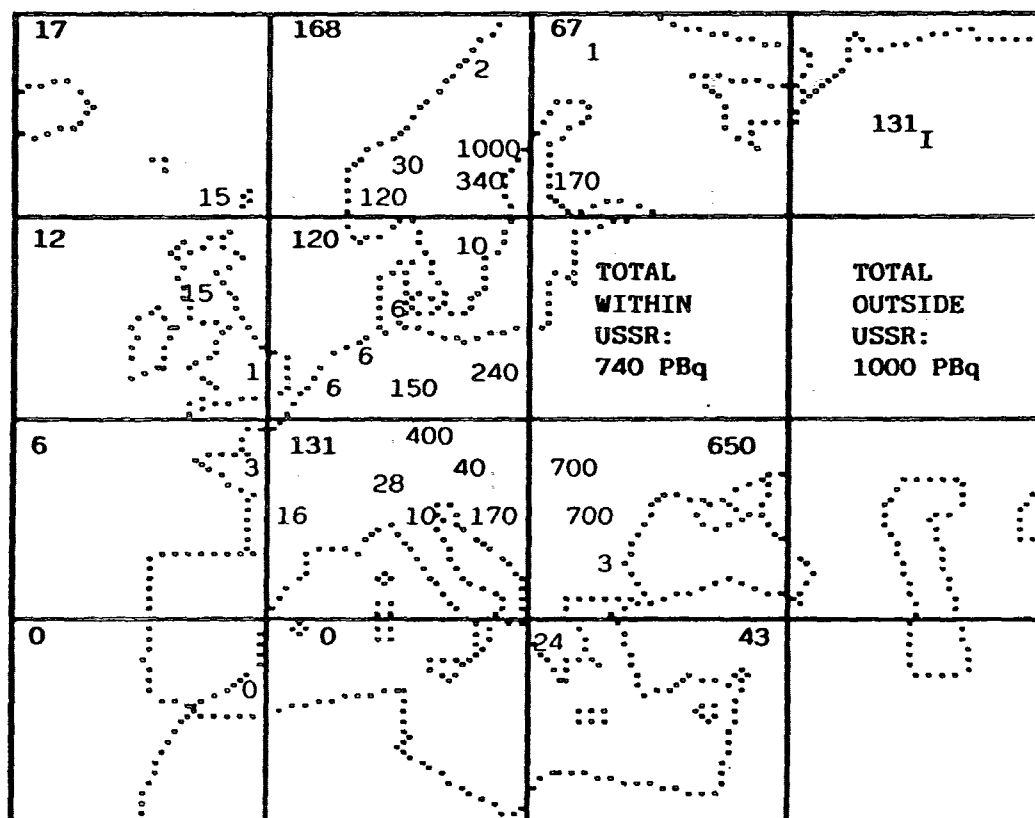 17 168 67
2 1
131I
30 1000
15 120 340 170
12 120 10
15 TOTAL TOTAL
WITHIN OUTSIDE
6 USSR: USSR:
1 6 240 740 PBq 1000 PBq
6 150
6 131 400 650
3 40 700
28
16 10 170 700
3
0 0 24 43
0